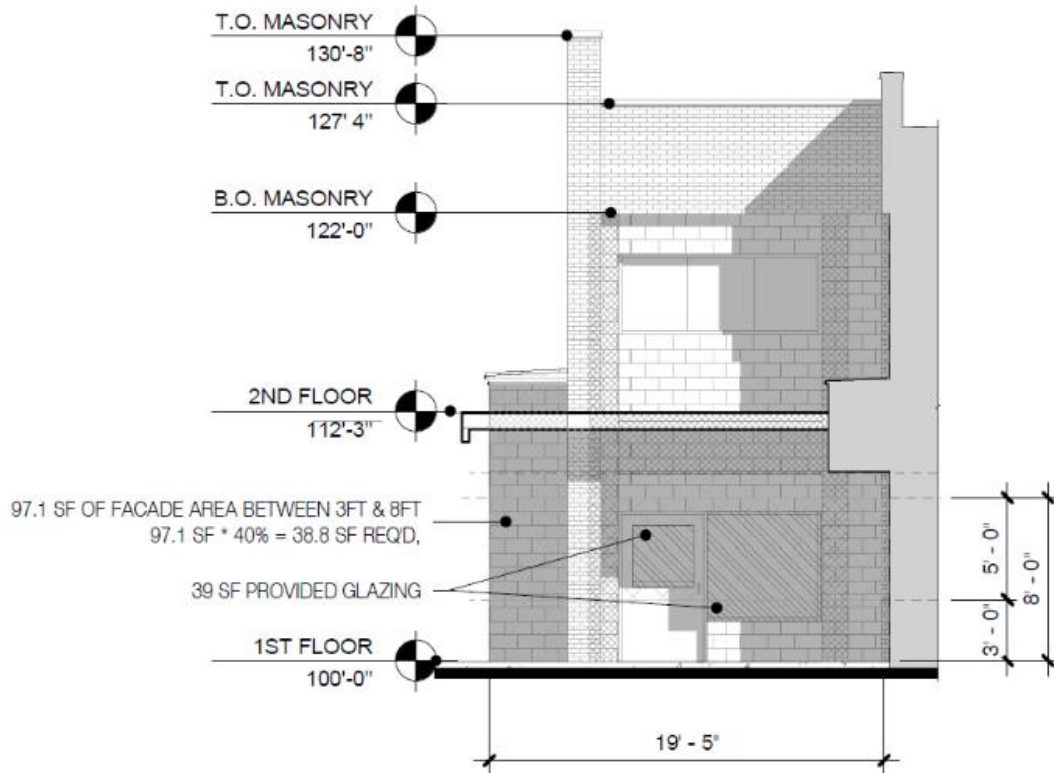 T.O. MASONRY
130'-8"
T.O. MASONRY
127' 4"
B.O. MASONRY
122'-0"
2ND FLOOR
112'-3"
97.1 SF OF FACADE AREA BETWEEN 3FT & 8FT
97.1 SF * 40% = 38.8 SF REQ'D,
39 SF PROVIDED GLAZING
1ST FLOOR
100'-0"
5' - 0"
8' - 0"
3' - 0"
19' - 5"